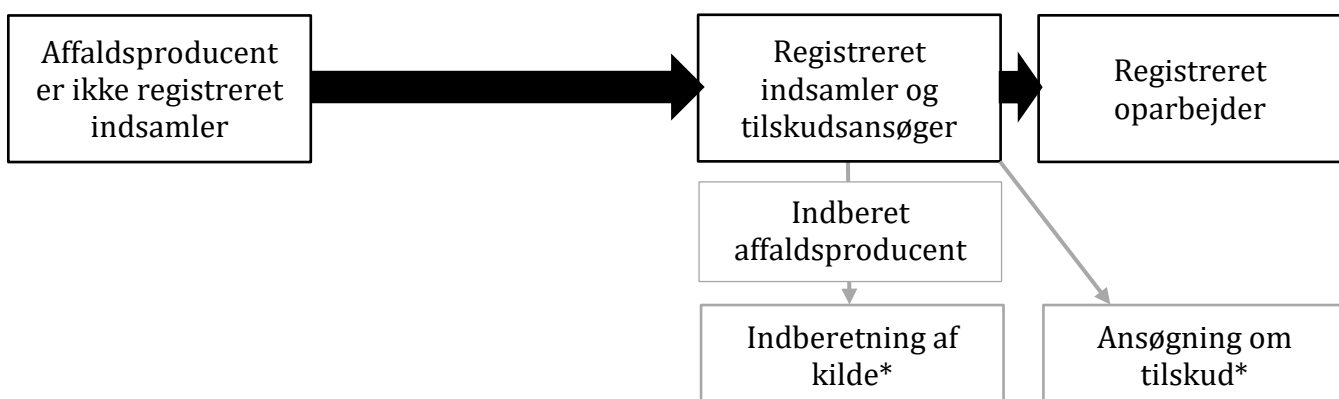 Affaldsproducent
er ikke registreret
indsamler
Registreret
indsamler og
tilskudsansøger
Registreret
oparbejder
Indberet
affaldsproducent
Indberetning af
kilde*
Ansøgning om
tilskud*